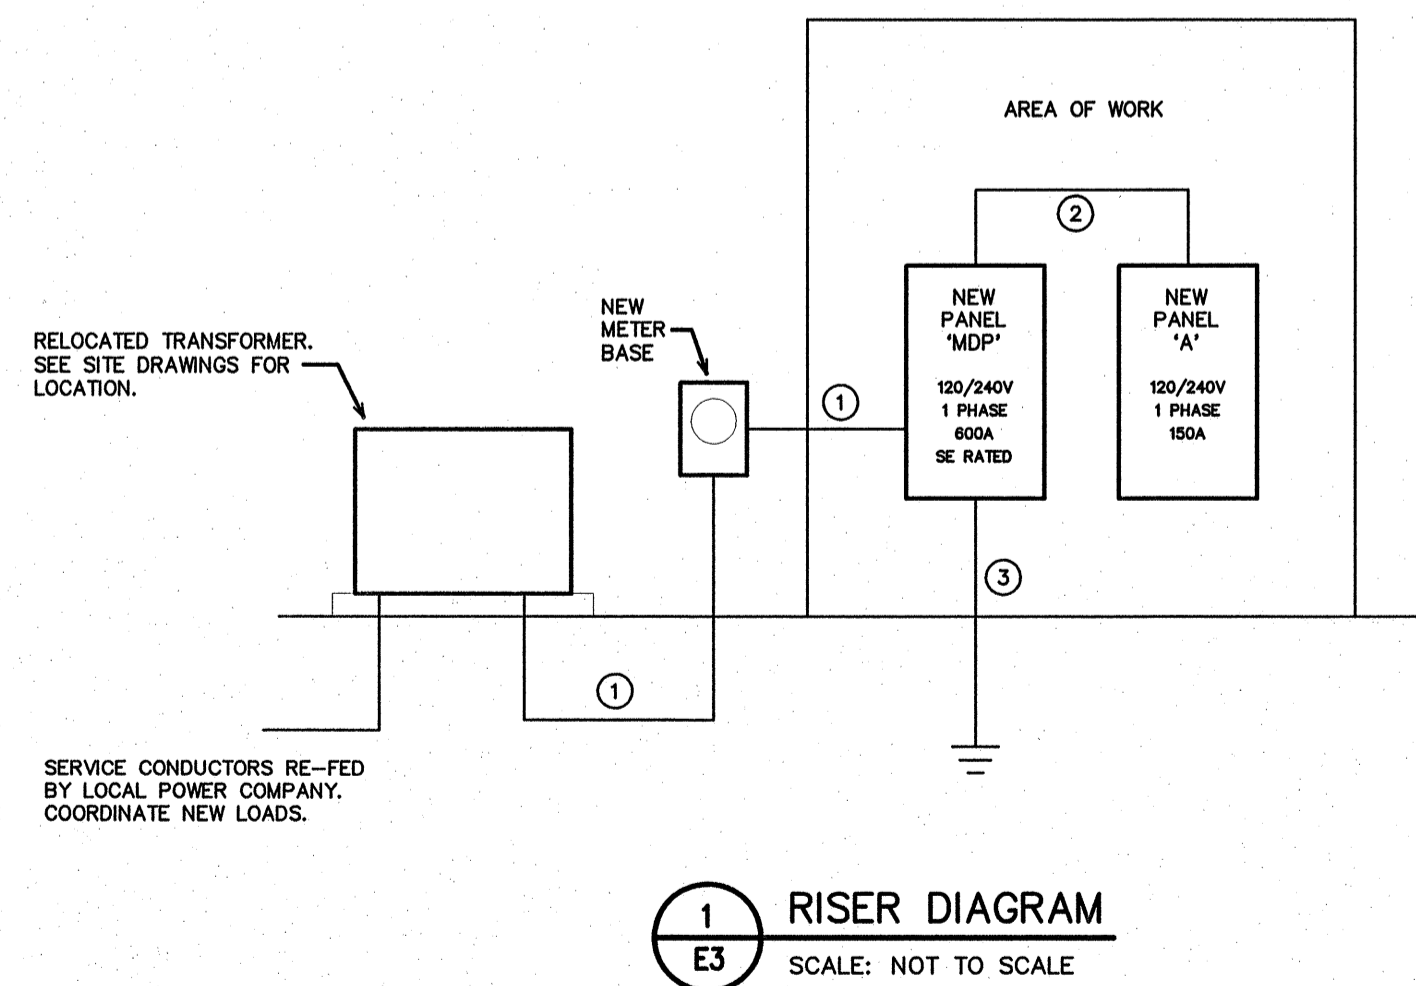 AREA OF WORK
2
NEW
METER
BASE
RELOCATED TRANSFORMER.
SEE SITE DRAWINGS FOR
LOCATION.
1
NEW
PANEL
‘MDP’
120/240V
1 PHASE
600A
SE RATED
NEW
PANEL
‘A’
120/240V
1 PHASE
150A
3
1
SERVICE CONDUCTORS RE-FED
BY LOCAL POWER COMPANY.
COORDINATE NEW LOADS.
1
E3
RISER DIAGRAM
SCALE: NOT TO SCALE